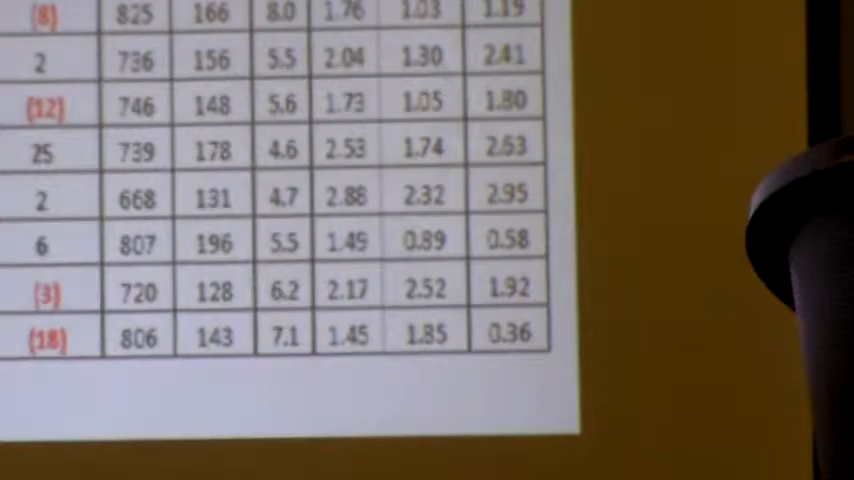 (8) 825 166 8.0 1.76 1.03 1.19
2 736 156 5.5 2.04 1.30 2.41
(12) 746 148 5.6 1.73 1.05 1.80
25 739 178 4.6 2.53 1.74 2.63
2 668 131 4.7 2.88 2.32 2.95
6 807 196 5.5 1.49 0.89 0.58
(3) 720 128 6.2 2.17 2.52 1.92
(18) 806 143 7.1 1.45 1.85 0.36